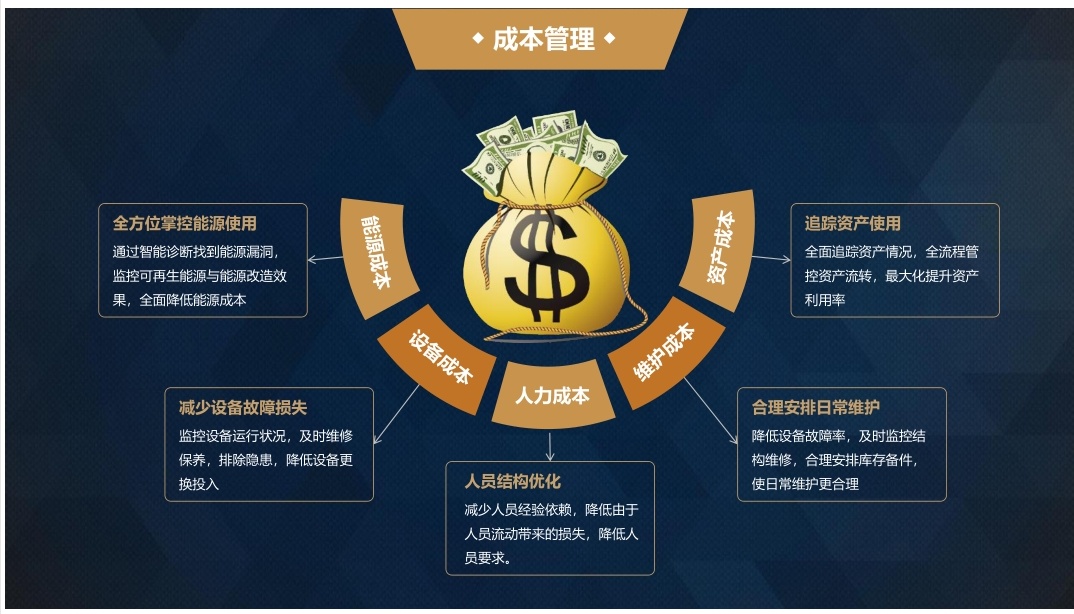 成本管理
能源成本
设备成本
人力成本
维护成本
资产成本
全方位掌控能源使用
通过智能诊断找到能源漏洞，
监控可再生能源与能源改造效
果，全面降低能源成本
减少设备故障损失
监控设备运行状况，及时维修
保养，排除隐患，降低设备更
换投入
人员结构优化
减少人员经验依赖，降低由于
人员流动带来的损失，降低人
员要求。
合理安排日常维护
降低设备故障率，及时监控结
构维修，合理安排库存备件，
使日常维护更合理
追踪资产使用
全面追踪资产情况，全流程管
控资产流转，最大化提升资产
利用率
$